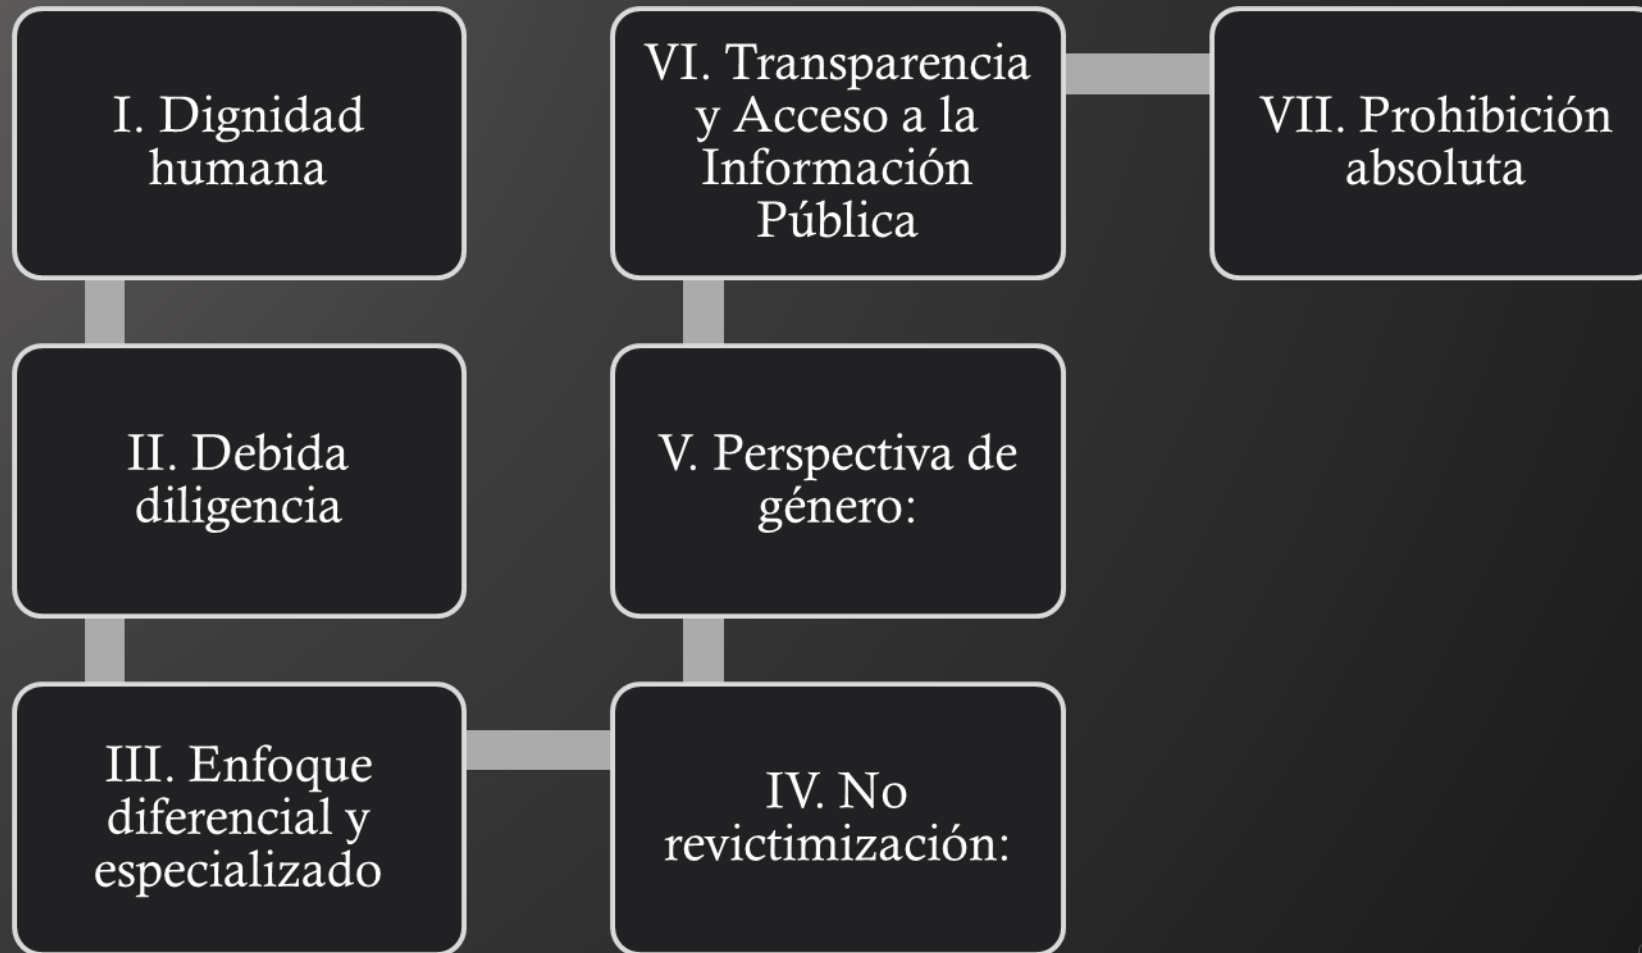 I. Dignidad
humana
II. Debida
diligencia
III. Enfoque
diferencial y
especializado
IV. No
revictimización:
V. Perspectiva de
género:
VI. Transparencia
y Acceso a la
Información
Pública
VII. Prohibición
absoluta